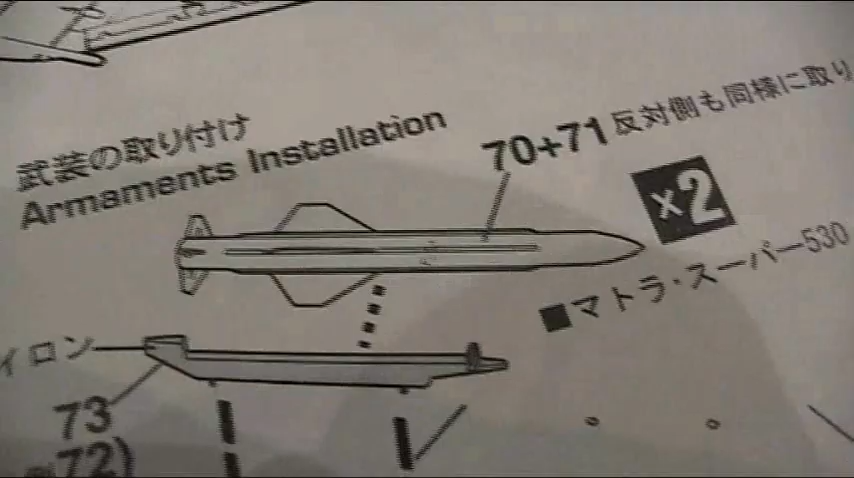 武装の取り付け
Armaments Installation
70+71 反対側も同様に取り
×2
■マトラ・スーパー530
イロン
73
72)